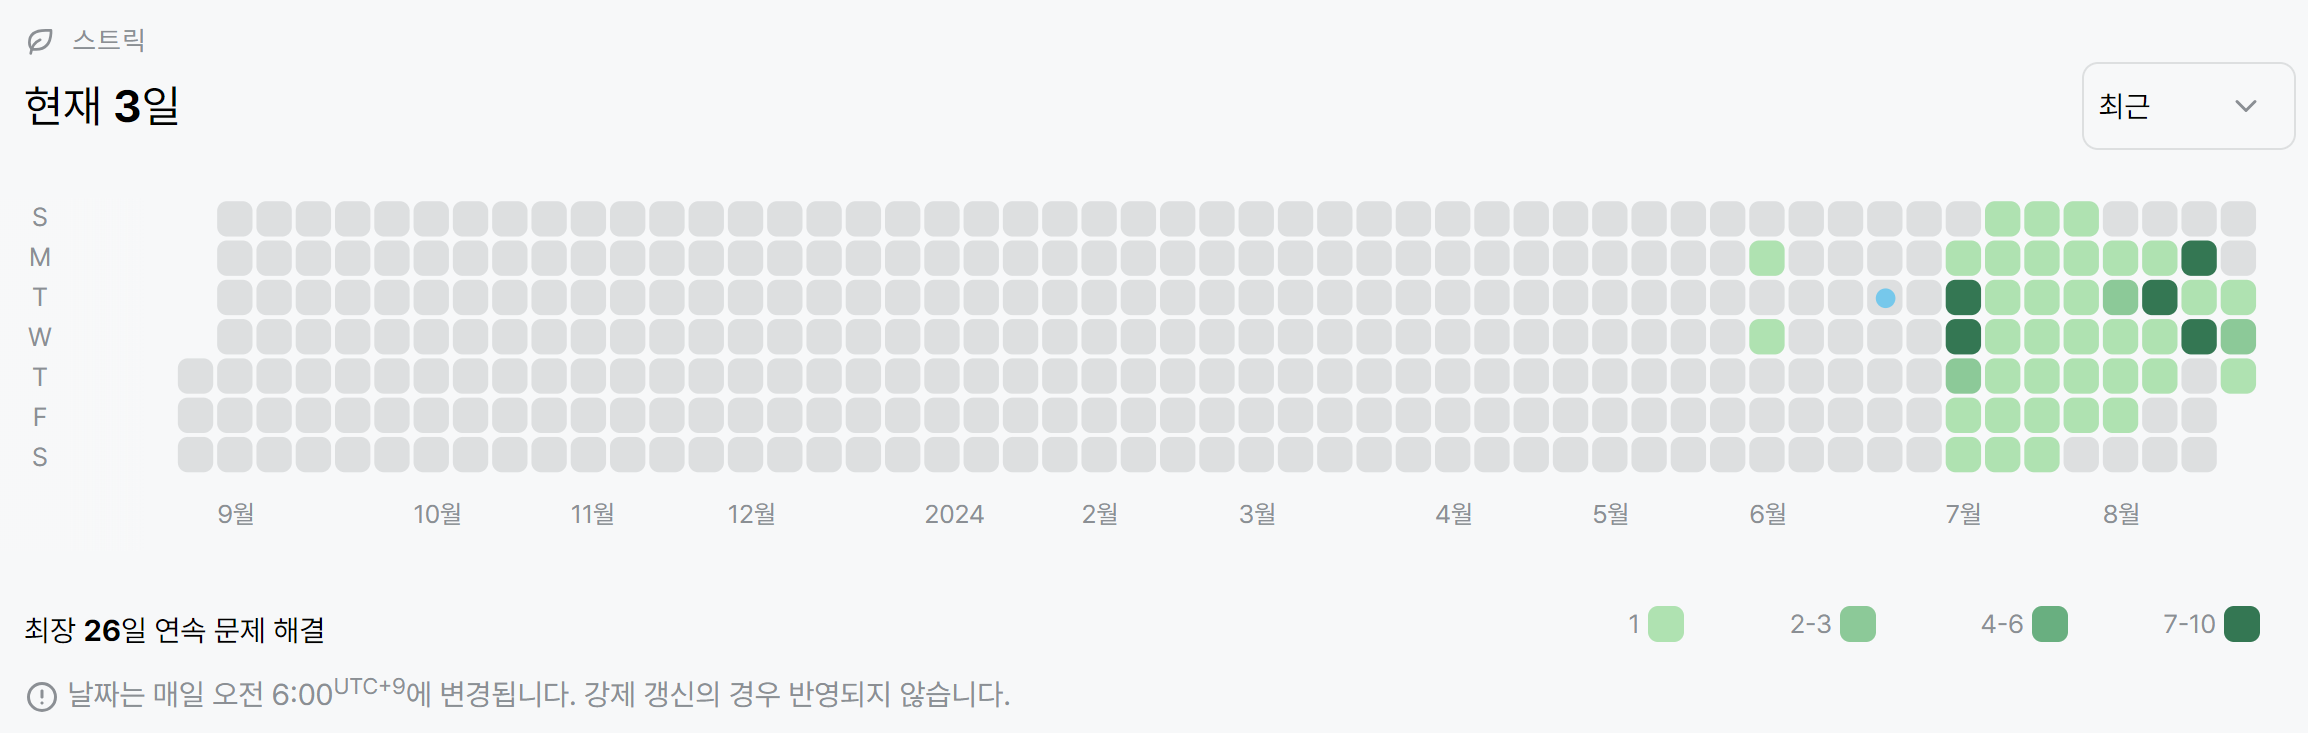 스트릭
현재 3일
최근
S
M
T
W
T
F
S
9월 10월 11월 12월 2024 2월 3월 4월 5월 6월 7월 8월
최장 26일 연속 문제 해결
1 2-3 4-6 7-10
날짜는 매일 오전 6:00UTC+9에 변경됩니다. 강제 갱신의 경우 반영되지 않습니다.